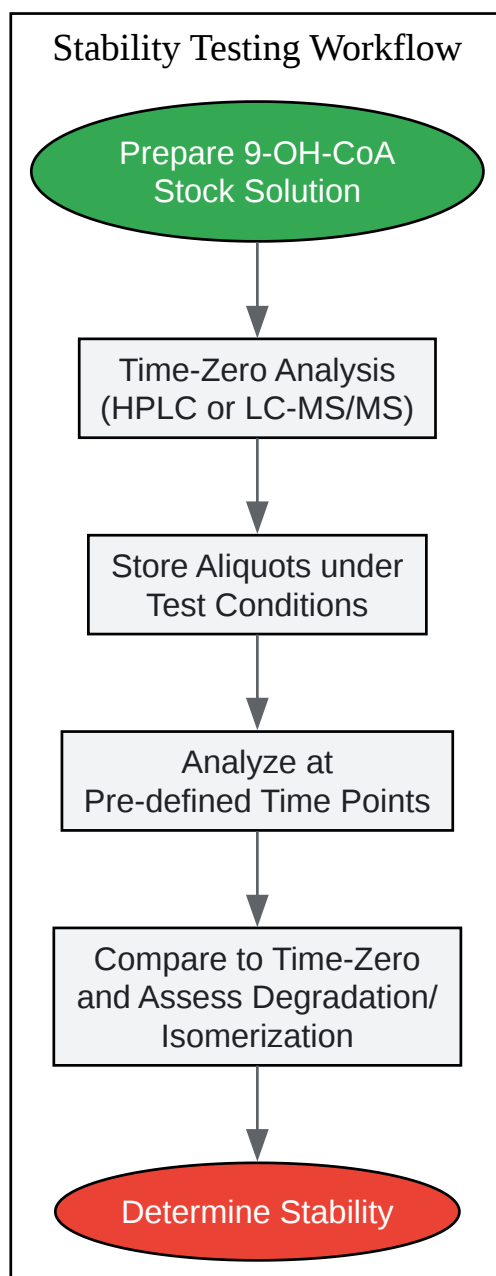 Stability Testing Workflow
Prepare 9-OH-CoA
Stock Solution
Time-Zero Analysis
(HPLC or LC-MS/MS)
Store Aliquots under
Test Conditions
Analyze at
Pre-defined Time Points
Compare to Time-Zero
and Assess Degradation/
Isomerization
Determine Stability